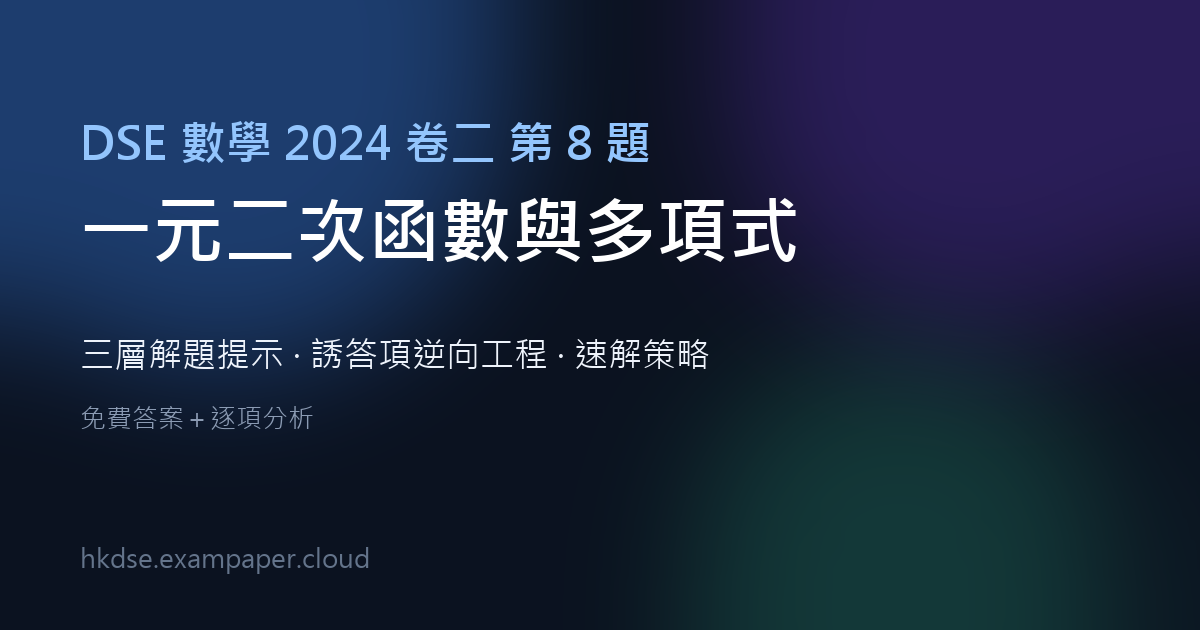 DSE 數學 2024 卷二 第 8 題
一元二次函數與多項式
三層解題提示 · 誘答項逆向工程 · 速解策略
免費答案 + 逐項分析
hkdse.exampaper.cloud